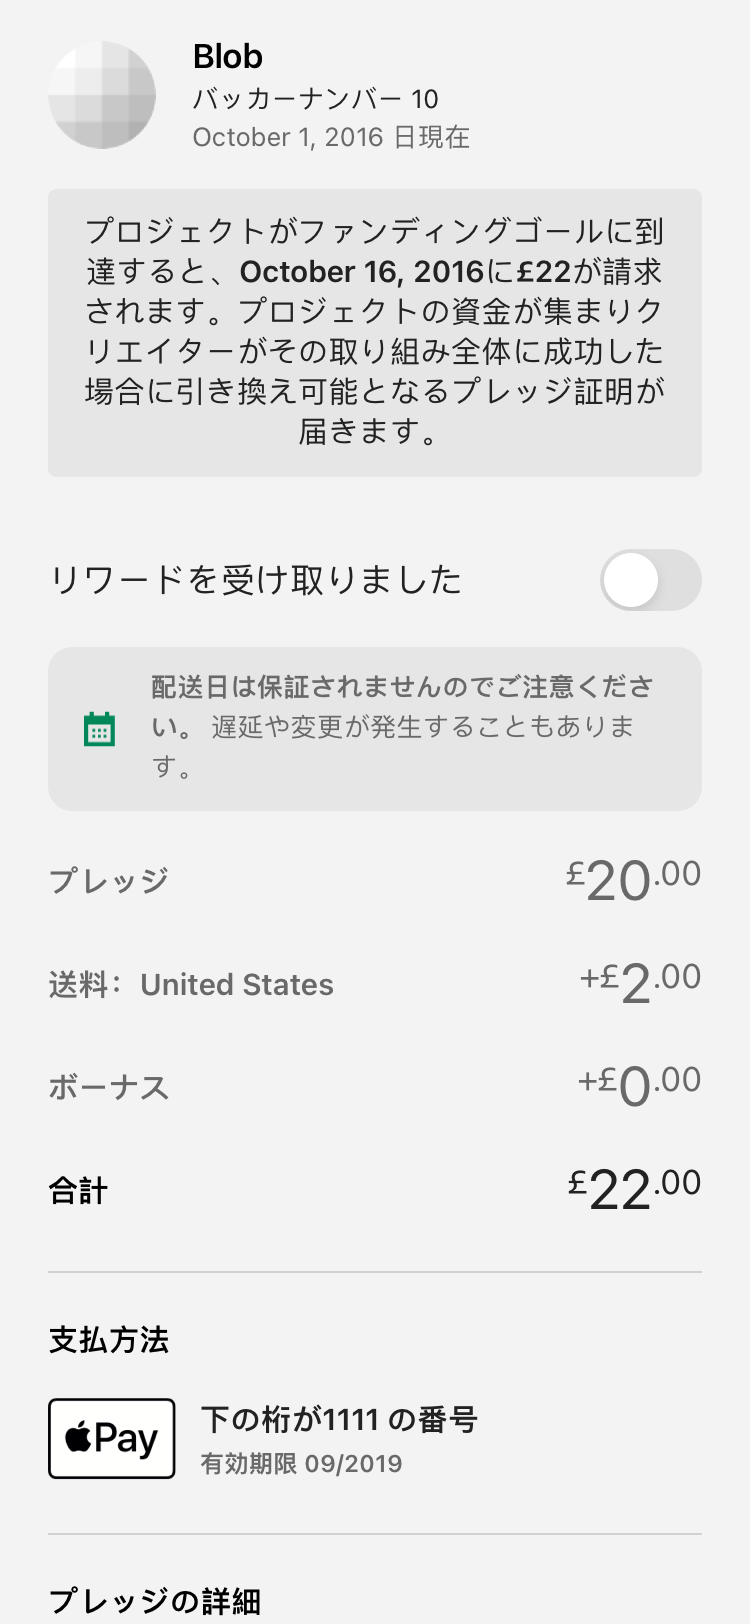 Blob
バッカーナンバー 10
October 1, 2016 日現在
プロジェクトがファンディングゴールに到
達すると、October 16, 2016に£22が請求
されます。プロジェクトの資金が集まりク
リエイターがその取り組み全体に成功した
場合に引き換え可能となるプレッジ証明が
届きます。
リワードを受け取りました
配送日は保証されませんのでご注意くださ
い。 遅延や変更が発生することもありま
す。
プレッジ £20.00
送料： United States +£2.00
ボーナス +£0.00
合計 £22.00
支払方法
Pay
下の桁が1111 の番号
有効期限 09/2019
プレッジの詳細